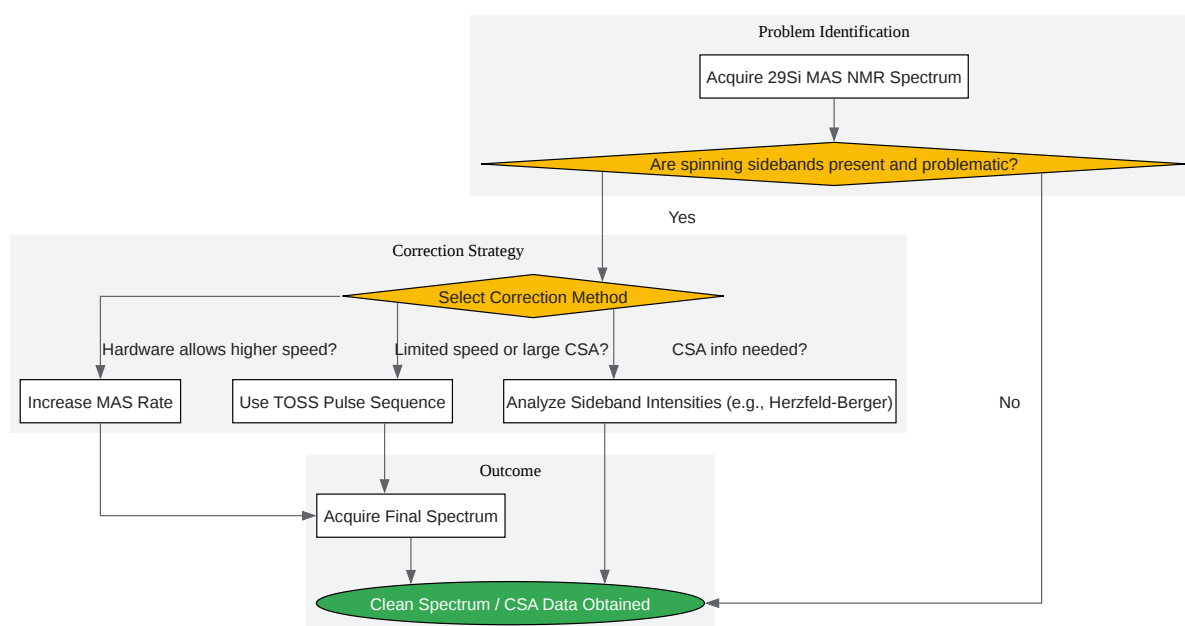 Problem Identification
Acquire 29Si MAS NMR Spectrum
Are spinning sidebands present and problematic?
Yes
Correction Strategy
Select Correction Method
Hardware allows higher speed?
Limited speed or large CSA?
CSA info needed?
Increase MAS Rate
Use TOSS Pulse Sequence
Analyze Sideband Intensities (e.g., Herzfeld-Berger)
No
Outcome
Acquire Final Spectrum
Clean Spectrum / CSA Data Obtained